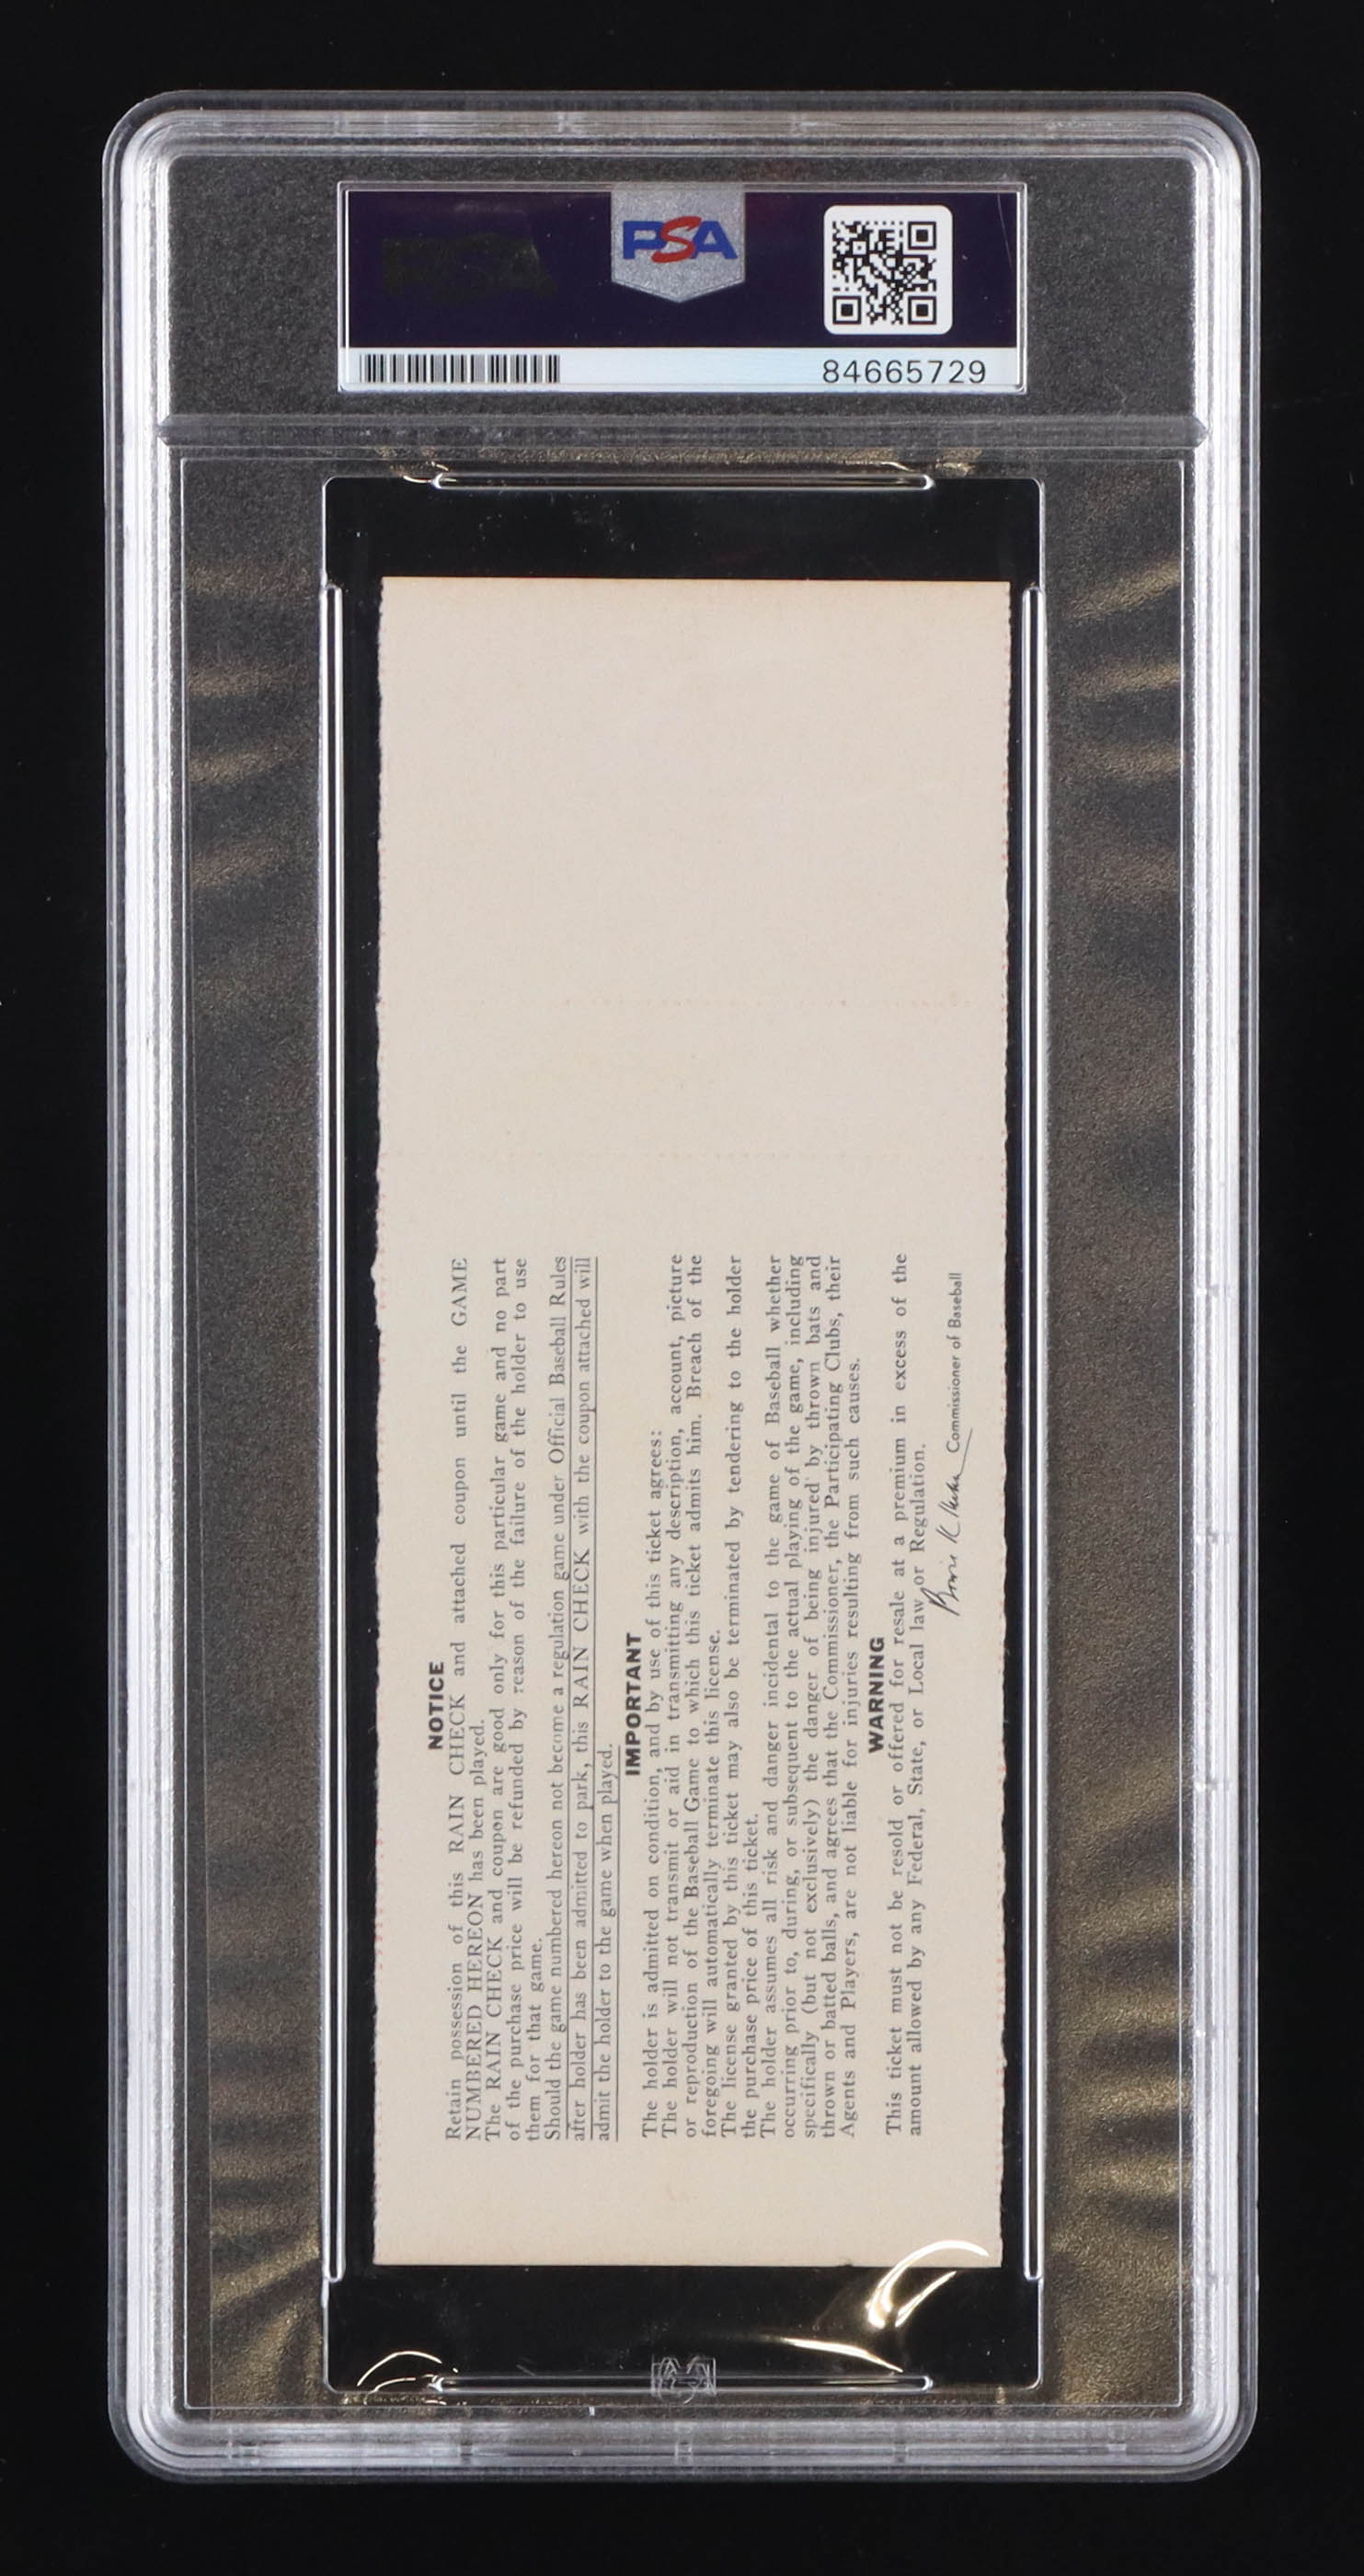 PSA
84665729
NOTICE
Retain possession of this RAIN CHECK and attached coupon until the GAME
NUMBERED HEREON has been played.
The RAIN CHECK and coupon are good only for this particular game and no part
of the purchase price will be refunded by reason of the failure of the holder to use
them for that game.
Should the game numbered hereon not become a regulation game under Official Baseball Rules
after holder has been admitted to park, this RAIN CHECK with the coupon attached will
admit the holder to the game when played.
IMPORTANT
The holder is admitted on condition, and by use of this ticket agrees:
The holder will not transmit or aid in transmitting any description, account, picture
or reproduction of the Baseball Game to which this ticket admits him. Breach of the
foregoing will automatically terminate this license.
The license granted by this ticket may also be terminated by tendering to the holder
the purchase price of this ticket.
The holder assumes all risk and danger incidental to the game of Baseball whether
occurring prior to, during, or subsequent to the actual playing of the game, including
specifically (but not exclusively) the danger of being injured by thrown bats and
thrown or batted balls, and agrees that the Commissioner, the Participating Clubs, their
Agents and Players, are not liable for injuries resulting from such causes.
WARNING
This ticket must not be resold or offered for resale at a premium in excess of the
amount allowed by any Federal, State, or Local law or Regulation.
Bowie K Kuhn Commissioner of Baseball